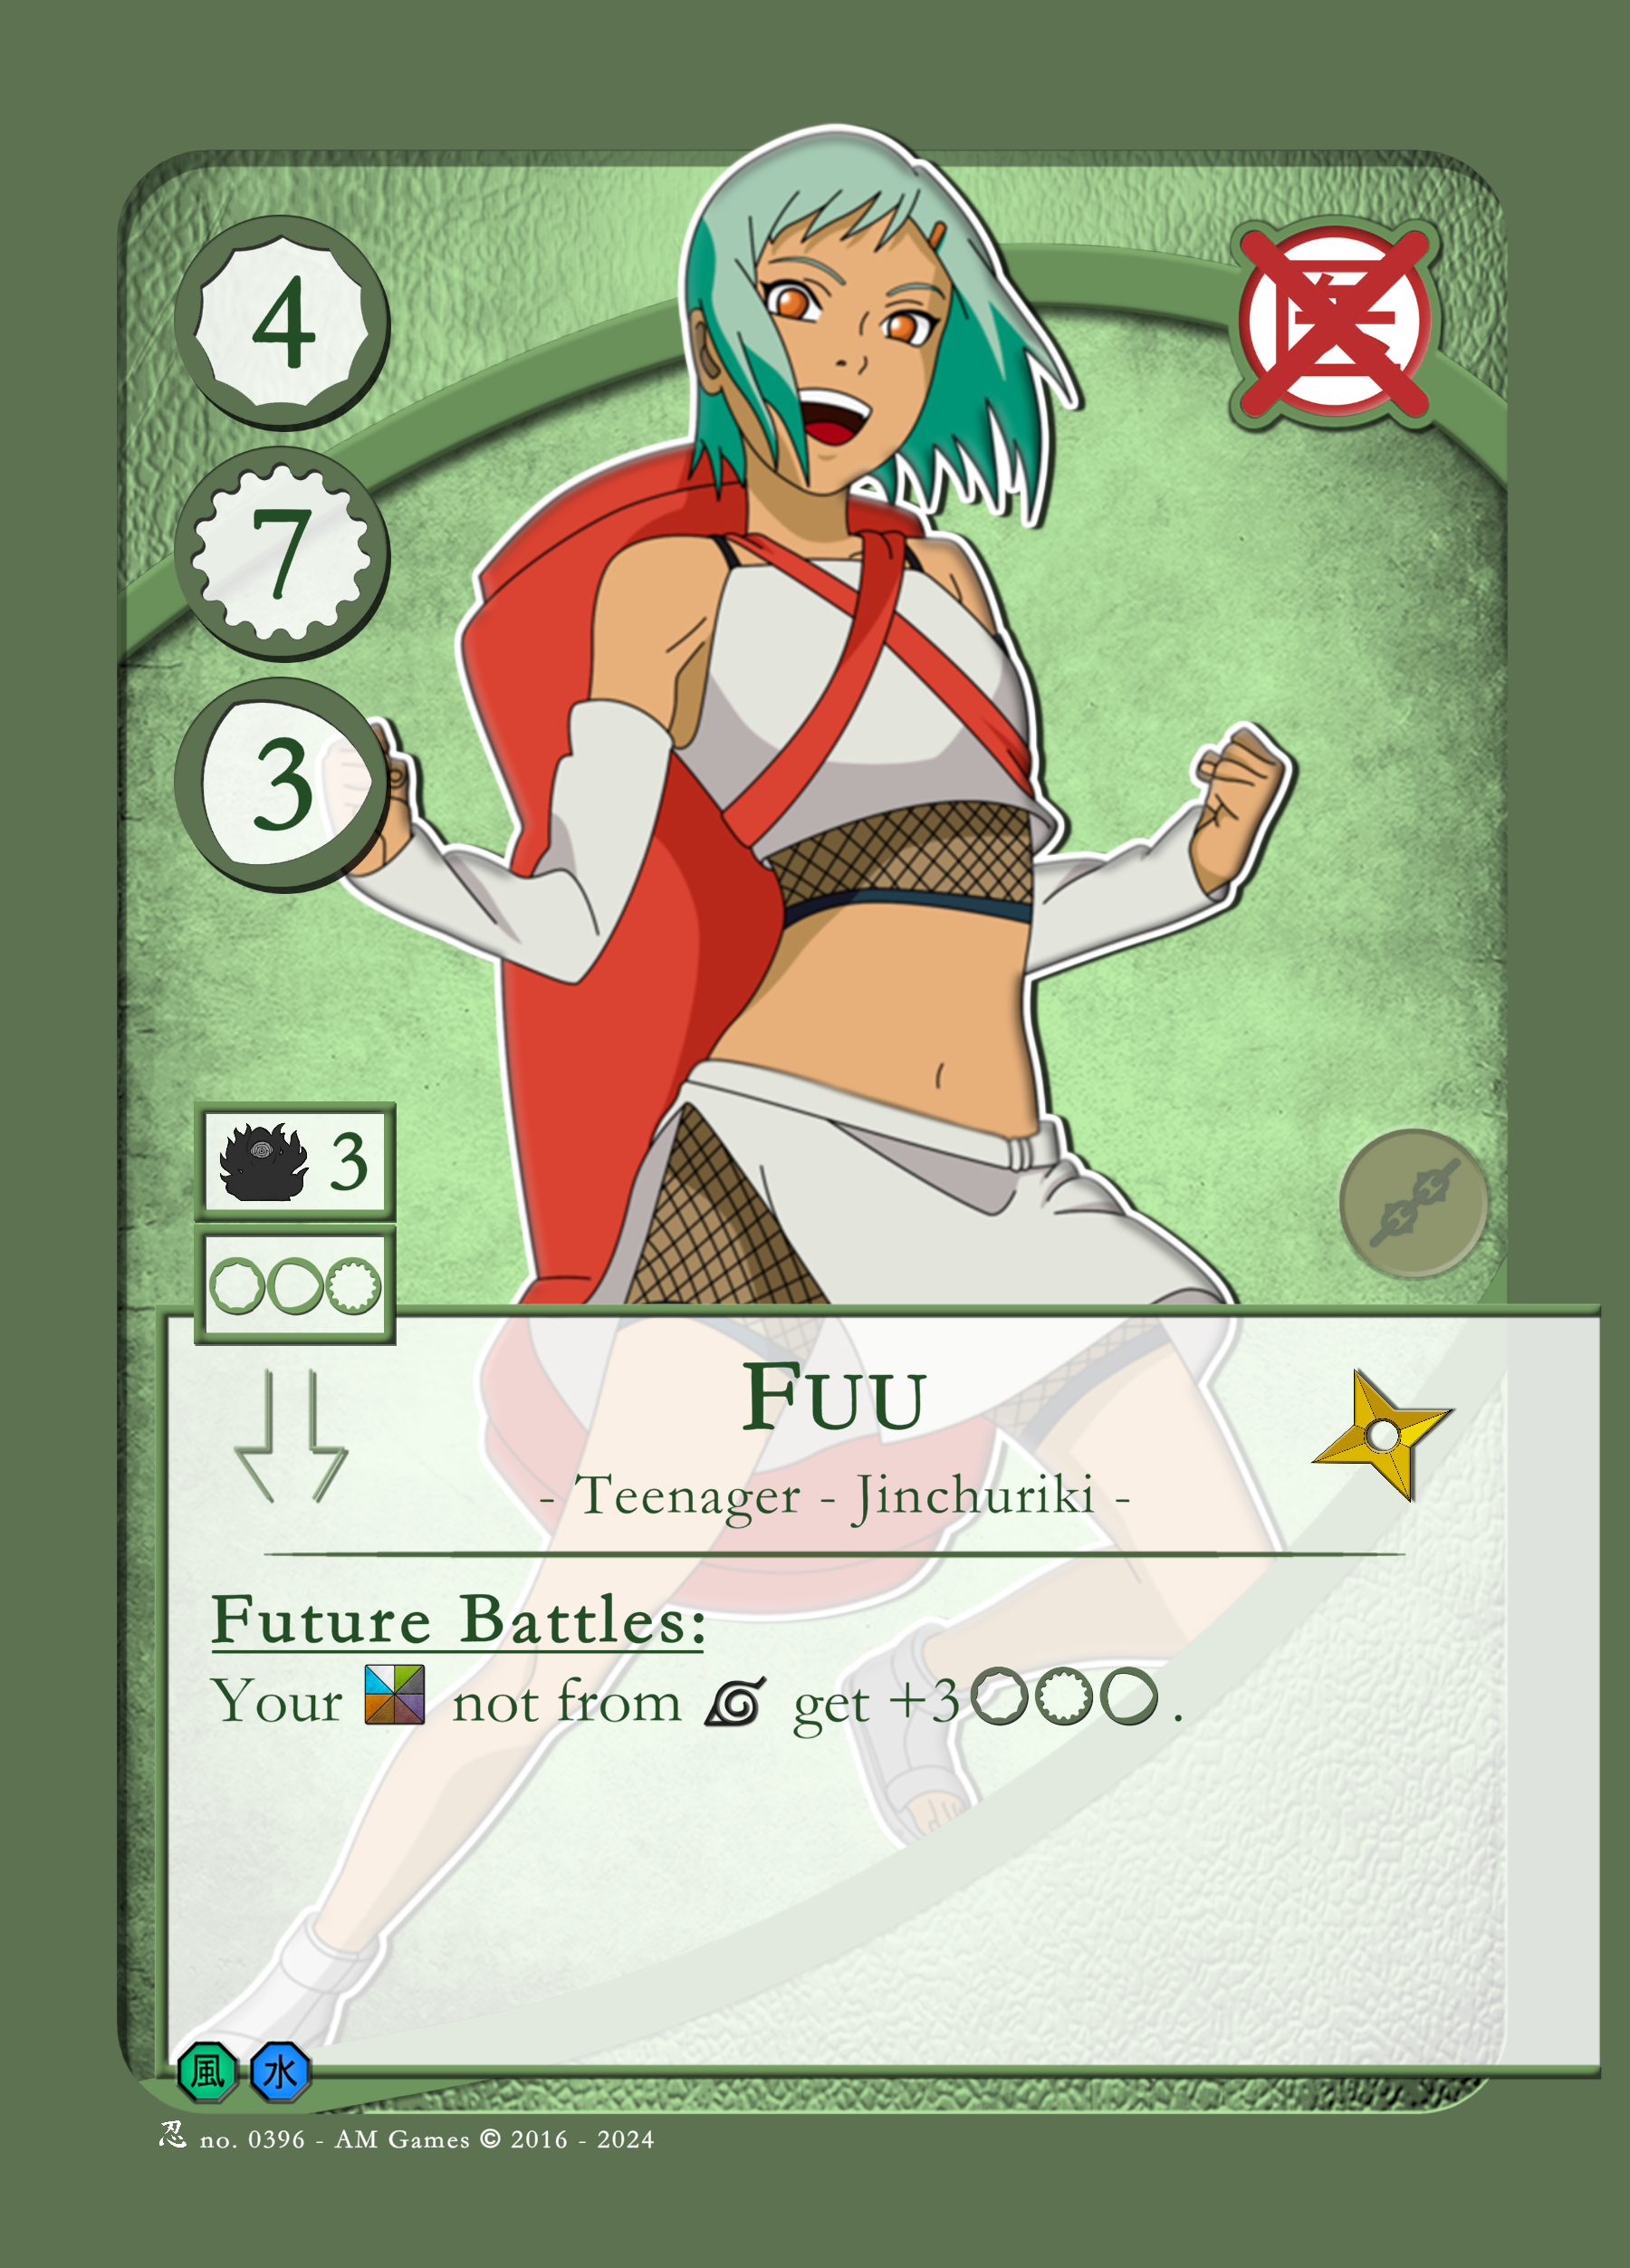 4
医
7
3
3
Fuu
- Teenager - Jinchuriki -
Future Battles:
Your not from get +3 .
風 水
忍 no. 0396 - AM Games © 2016 - 2024